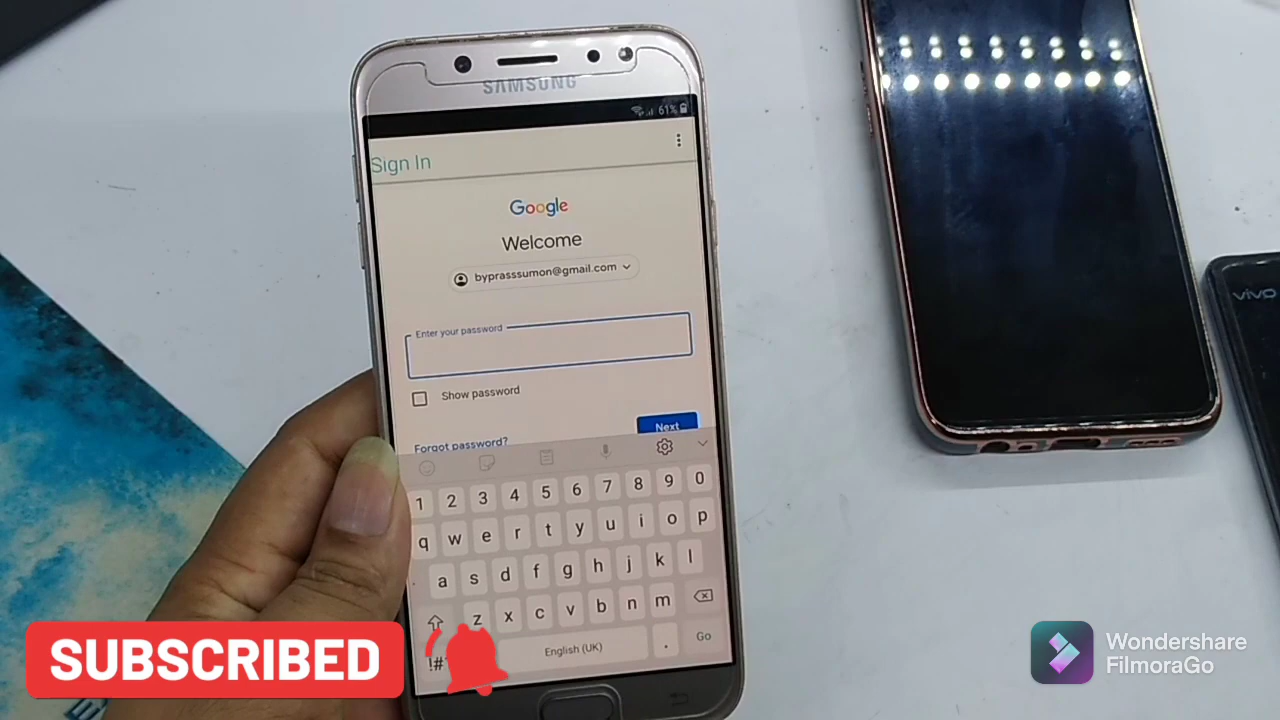 SAMSUNG
61%
Sign In
Google
Welcome
byprasssumon@gmail.com
Enter your password
Show password
Next
Forgot password?
1 2 3 4 5 6 7 8 9 0
q w e r t y u i o p
a s d f g h j k l
z x c v b n m
!#
English (UK)
.
Go
vivo
SUBSCRIBED
Wondershare
FilmoraGo